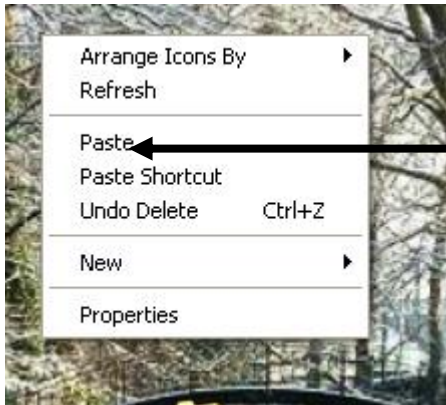 Arrange Icons By
Refresh
Paste
Paste Shortcut
Undo Delete Ctrl+Z
New
Properties